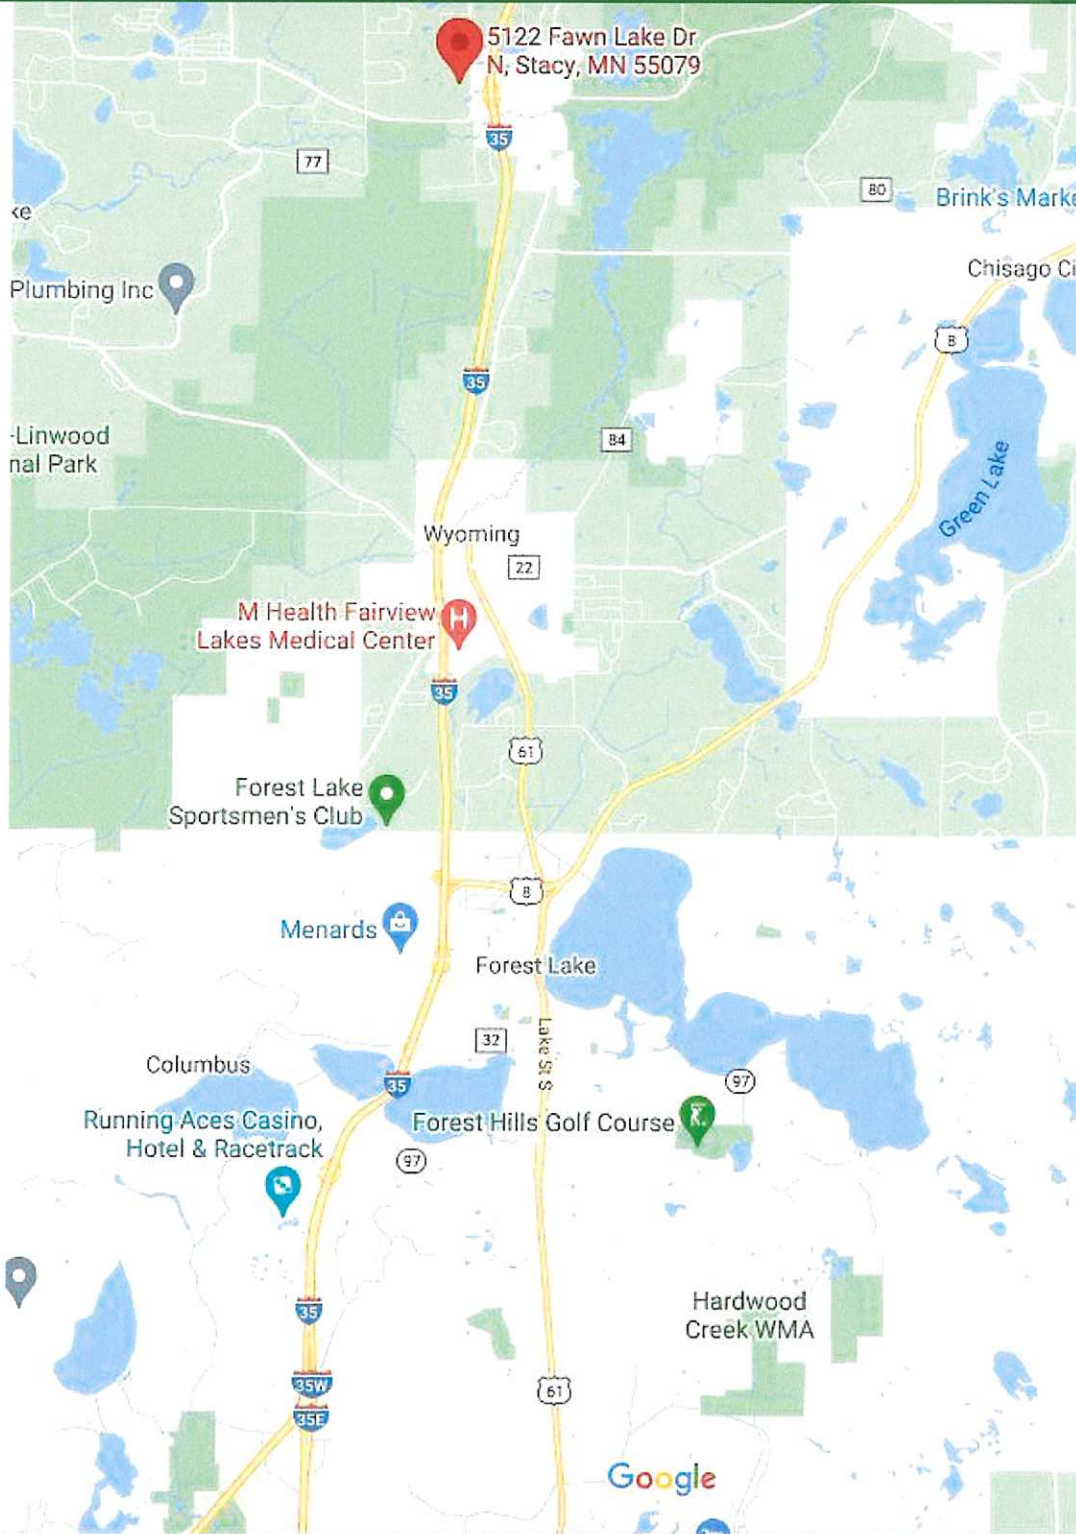 5122 Fawn Lake Dr
N, Stacy, MN 55079
35
77
80
Brink's Marke
ke
Chisago Ci
Plumbing Inc
8
35
-Linwood
nal Park
84
Green Lake
Wyoming
22
M Health Fairview
Lakes Medical Center
35
61
Forest Lake
Sportsmen's Club
8
Menards
Forest Lake
32
Lake St S
Columbus
35
97
Running Aces Casino,
Hotel & Racetrack
Forest Hills Golf Course
97
35
Hardwood
Creek WMA
35W
61
35E
Google